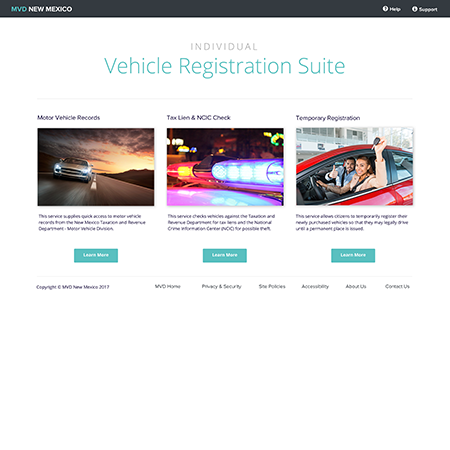 MVD NEW MEXICO
Help
Support
INDIVIDUAL
Vehicle Registration Suite
Motor Vehicle Records
Tax Lien & NCIC Check
Temporary Registration
This service supplies quick access to motor vehicle
records from the New Mexico Taxation and Revenue
Department - Motor Vehicle Division.
This service checks vehicles against the Taxation and
Revenue Department for tax liens and the National
Crime Information Center (NCIC) for possible theft.
This service allows citizens to temporarily register their
newly purchased vehicles so that they may legally drive
until a permanente place is issued.
Learn More
Learn More
Learn More
Copyright © MVD New Mexico 2017
MVD Home
Privacy & Security
Site Policies
Accessibility
About Us
Contact Us